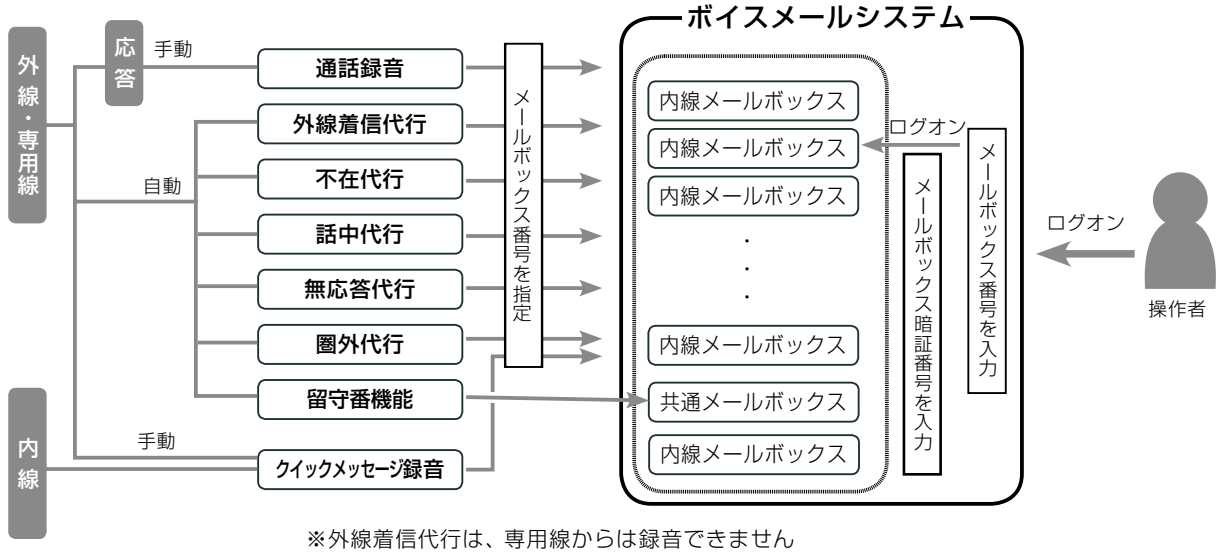 ボイスメールシステム
外線・専用線
応答
手動
通話録音
外線着信代行
自動
不在代行
話中代行
無応答代行
圏外代行
留守番機能
内線
手動
クイックメッセージ録音
メールボックス番号を指定
内線メールボックス
内線メールボックス
内線メールボックス
・
・
・
内線メールボックス
共通メールボックス
内線メールボックス
ログオン
メールボックス暗証番号を入力
メールボックス番号を入力
ログオン
操作者
※外線着信代行は、専用線からは録音できません